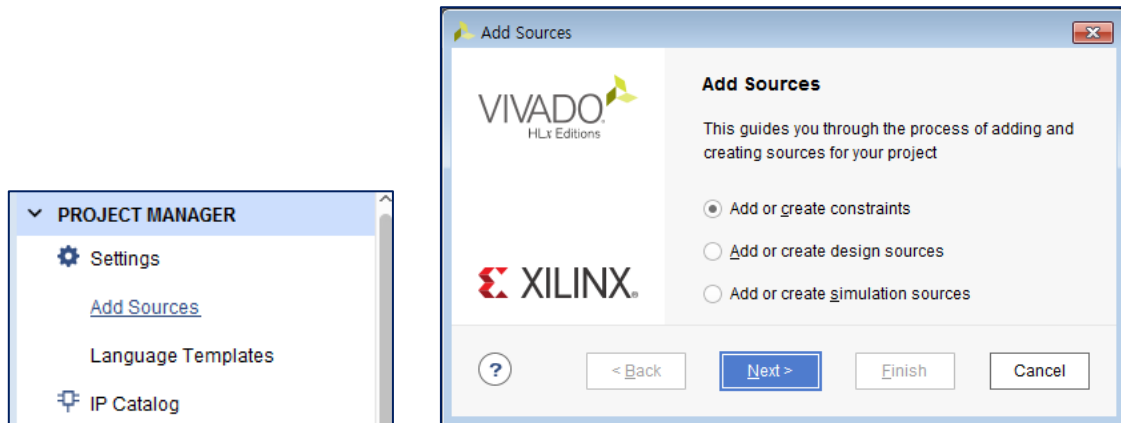 PROJECT MANAGER
Settings
Add Sources
Language Templates
IP Catalog
Add Sources
VIVADO.
HLx Editions
XILINX.
Add Sources
This guides you through the process of adding and
creating sources for your project
Add or create constraints
Add or create design sources
Add or create simulation sources
?
< Back
Next >
Finish
Cancel